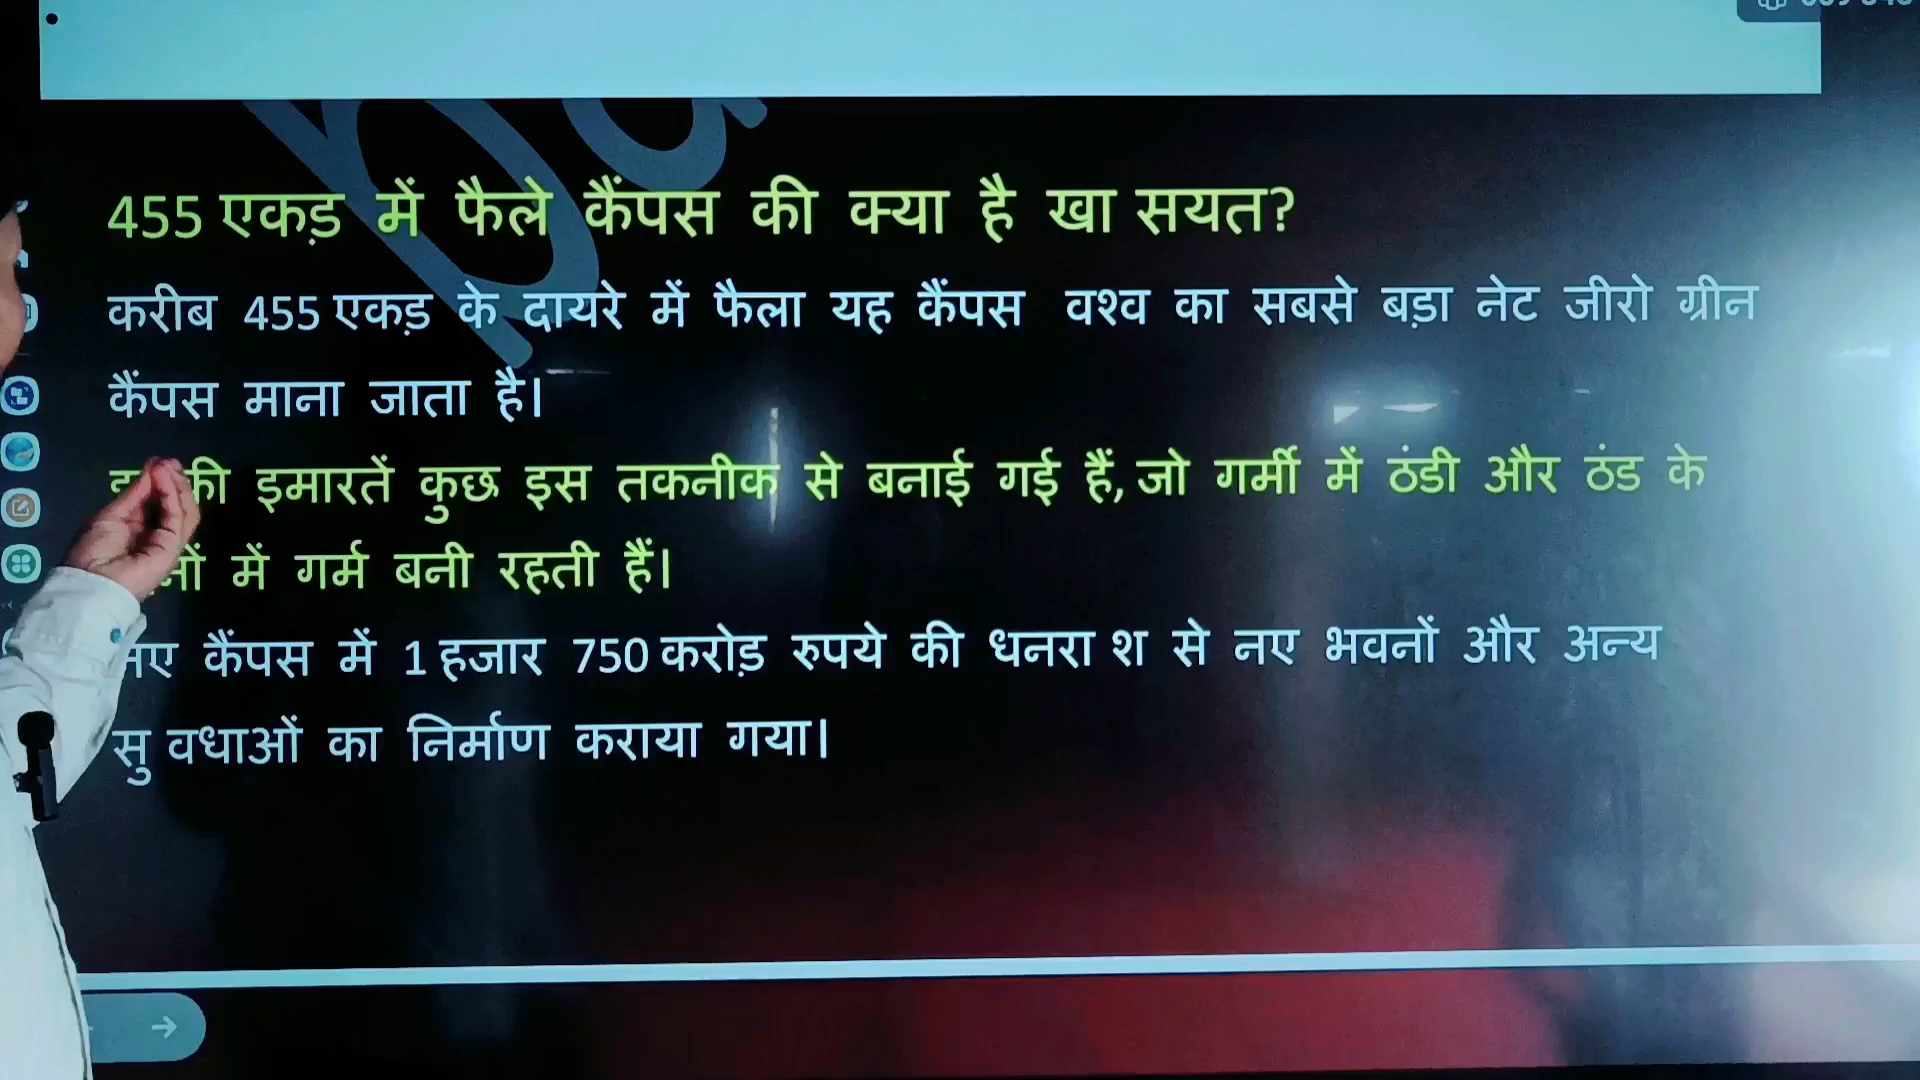 455 एकड़ में फैले कैंपस की क्या है खा सयत?
करीब 455 एकड़ के दायरे में फैला यह कैंपस वश्व का सबसे बड़ा नेट जीरो ग्रीन
कैंपस माना जाता है।
की इमारतें कुछ इस तकनीक से बनाई गई हैं, जो गर्मी में ठंडी और ठंड के
में गर्म बनी रहती हैं।
नए कैंपस में 1 हजार 750 करोड़ रुपये की धनरा श से नए भवनों और अन्य
सु वधाओं का निर्माण कराया गया।